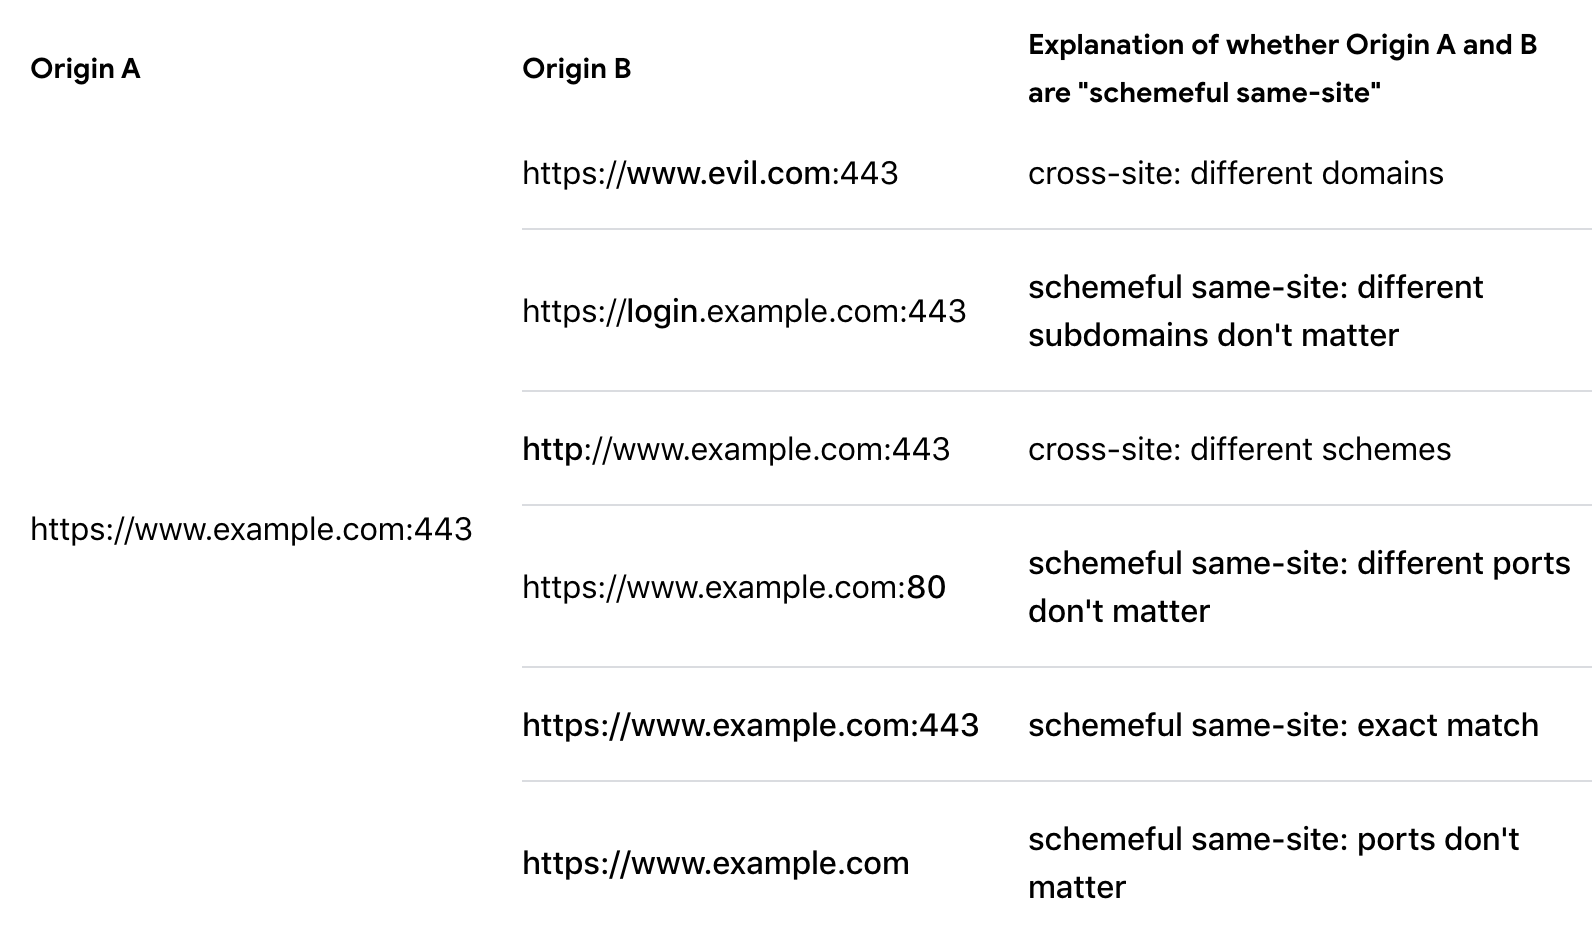 Origin A
Origin B
Explanation of whether Origin A and B
are "schemeful same-site"
https://www.example.com:443
https://www.evil.com:443
cross-site: different domains
https://login.example.com:443
schemeful same-site: different
subdomains don't matter
http://www.example.com:443
cross-site: different schemes
https://www.example.com:80
schemeful same-site: different ports
don't matter
https://www.example.com:443
schemeful same-site: exact match
https://www.example.com
schemeful same-site: ports don't
matter